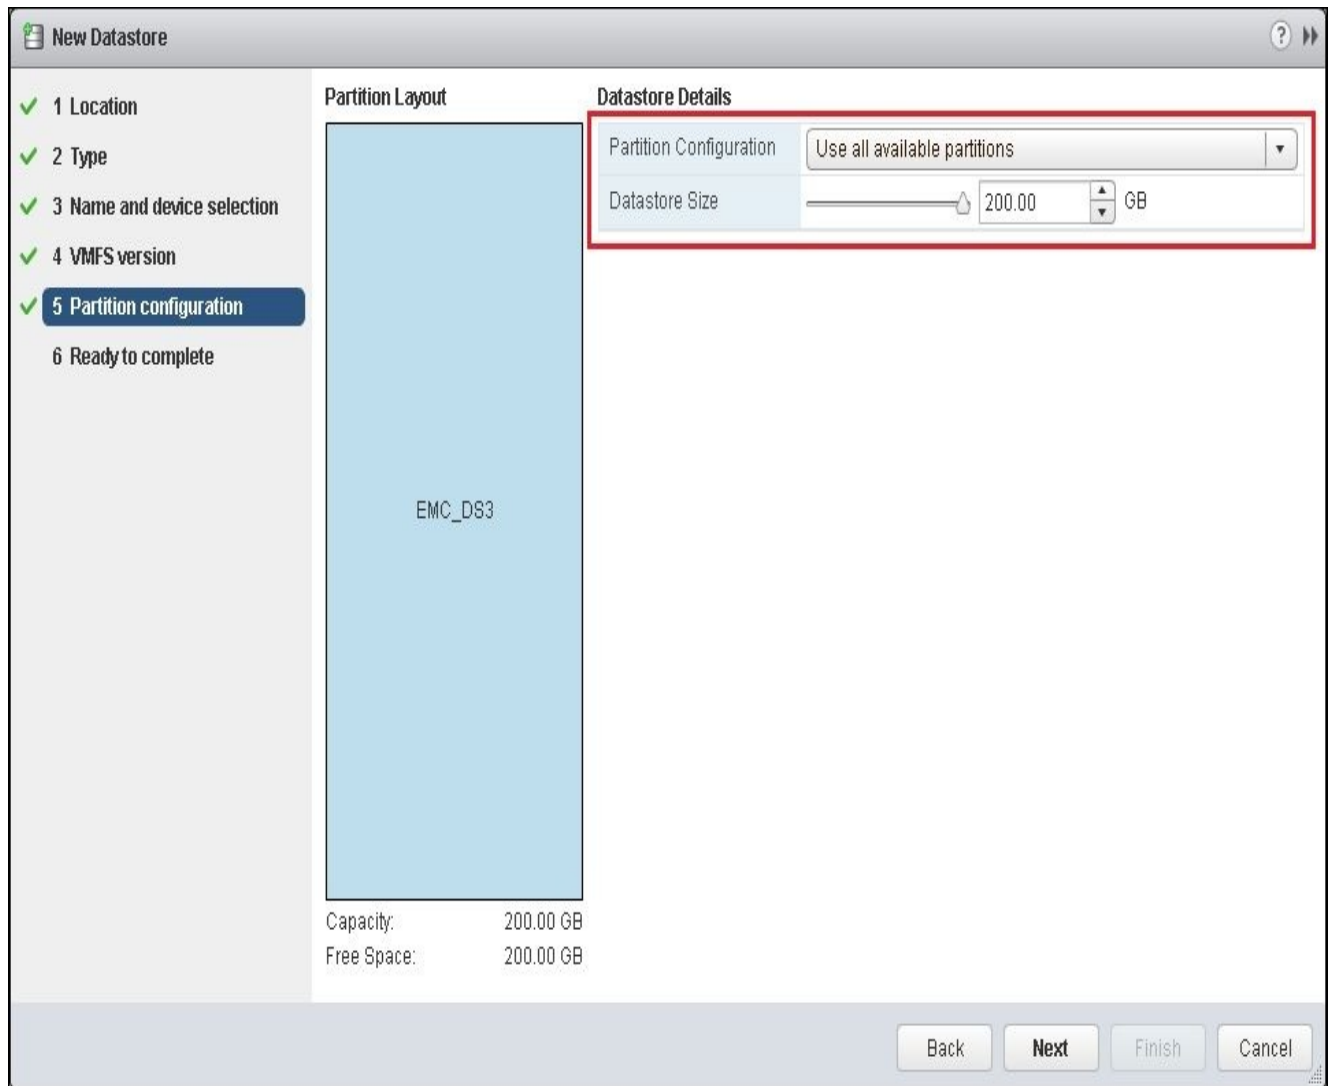 New Datastore
?
1 Location
2 Type
3 Name and device selection
4 VMFS version
5 Partition configuration
6 Ready to complete
Partition Layout
EMC_DS3
Capacity: 200.00 GB
Free Space: 200.00 GB
Datastore Details
Partition Configuration Use all available partitions
Datastore Size 200.00 GB
Back Next Finish Cancel